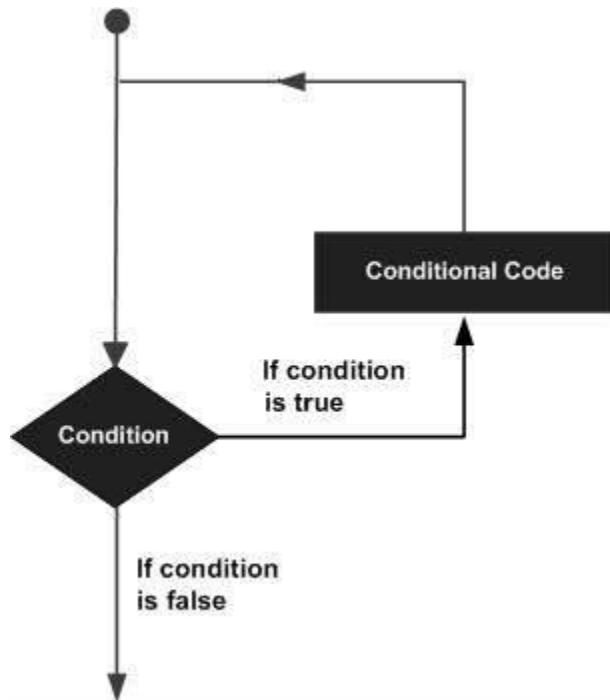 Conditional Code
If condition
is true
Condition
If condition
is false